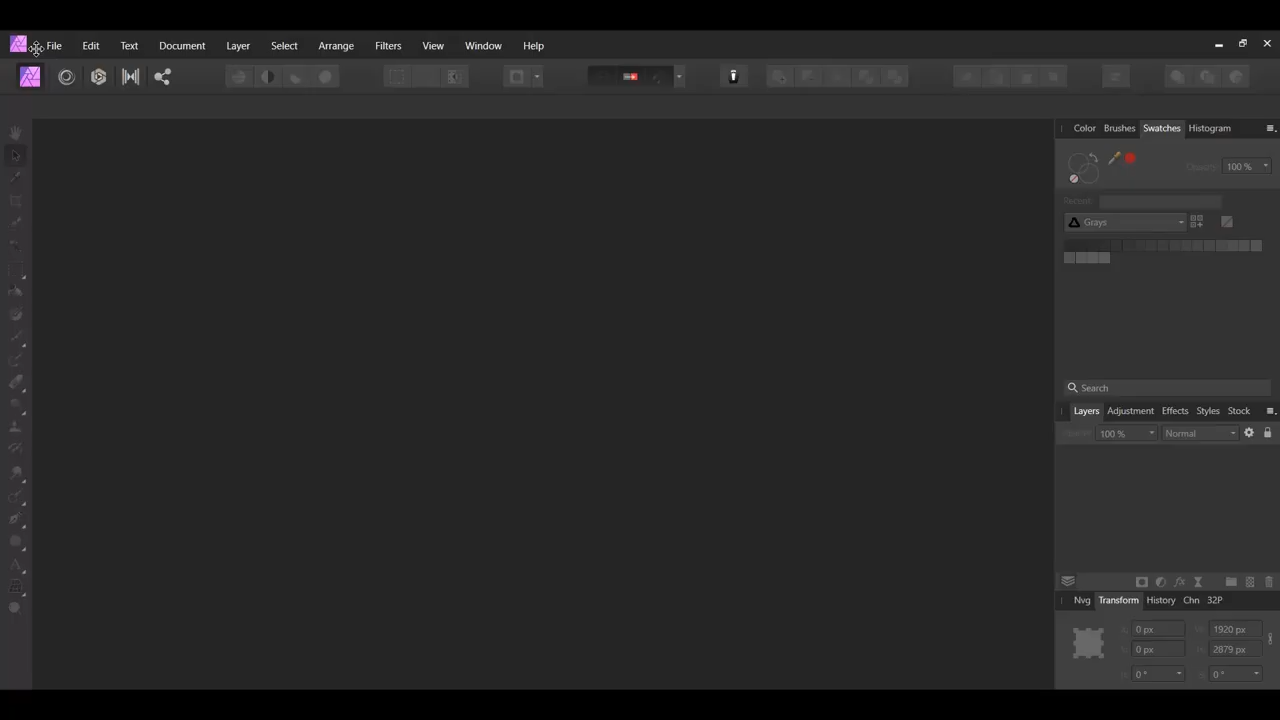 File Edit Text Document Layer Select Arrange Filters View Window Help
Color Brushes Swatches Histogram
Opacity: 100 %
Recent:
Grays
Search
Layers Adjustment Effects Styles Stock
100 % Normal
Nvg Transform History Chn 32P
X: 0 px W: 1920 px
Y: 0 px H: 2879 px
R: 0 ° S: 0 °